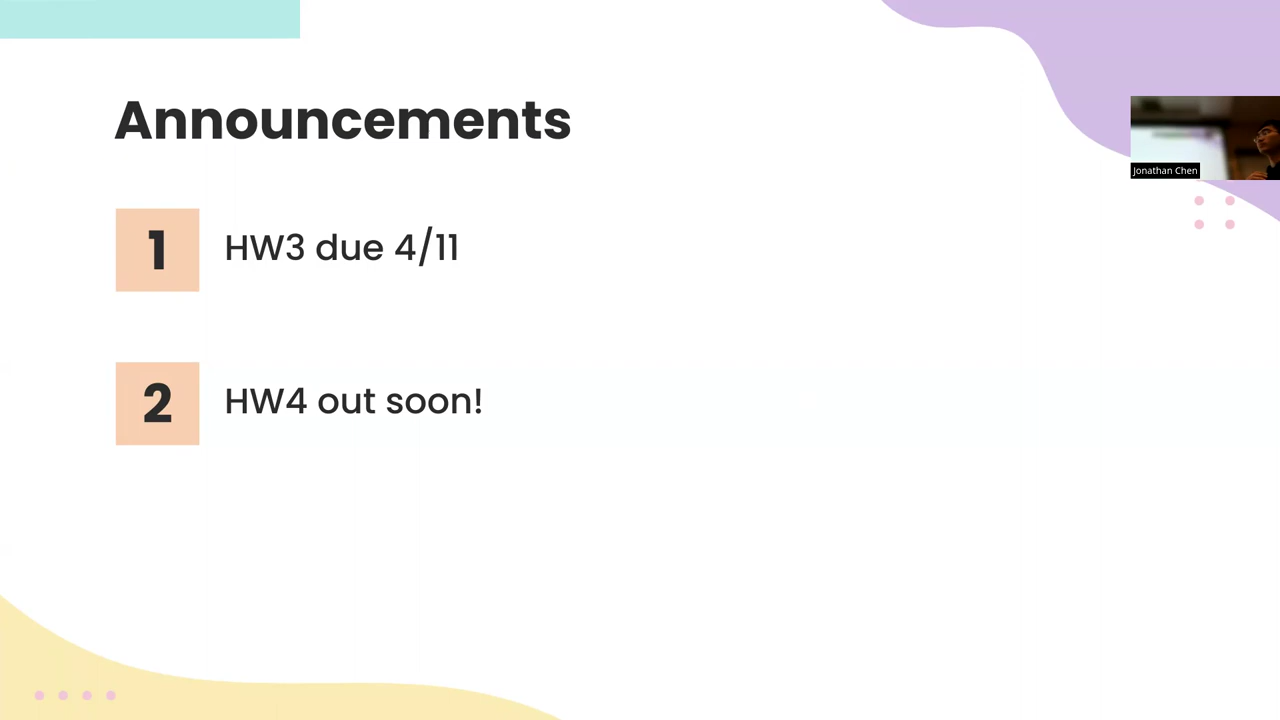 Announcements
1
HW3 due 4/11
2
HW4 out soon!
Jonathan Chen